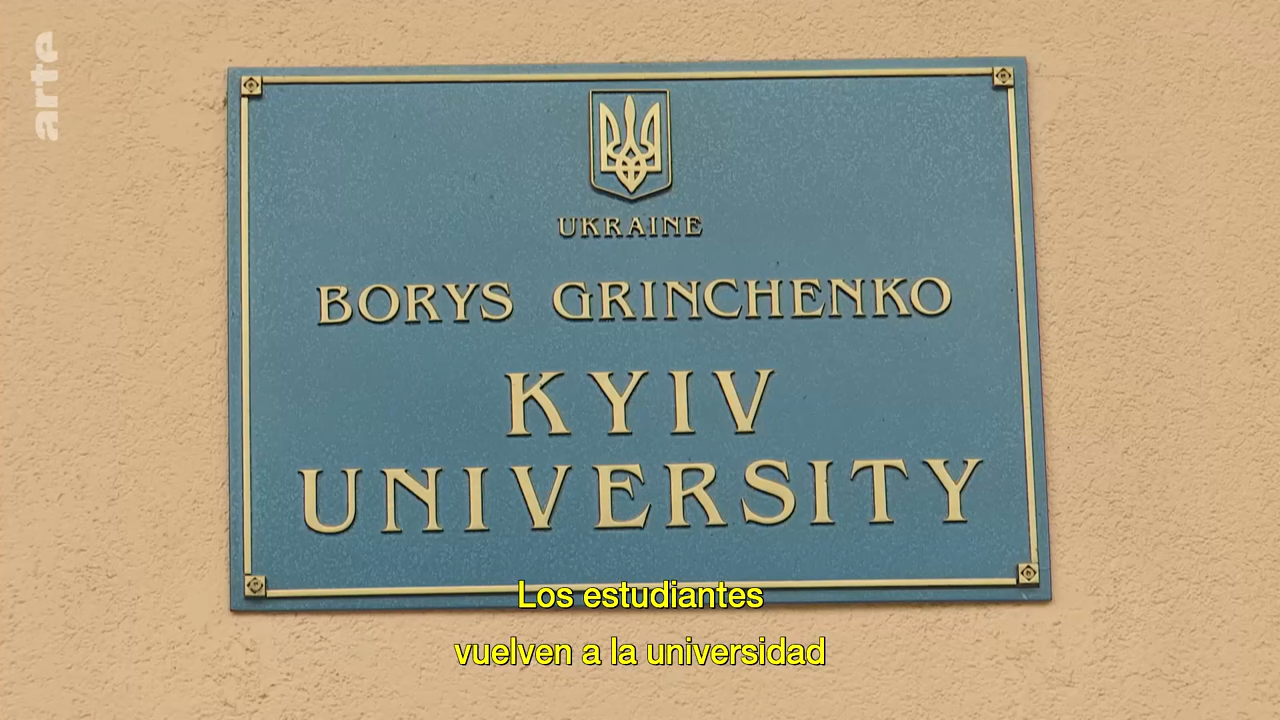 arte
UKRAINE
BORYS GRINCHENKO
KYIV
UNIVERSITY
Los estudiantes
vuelven a la universidad